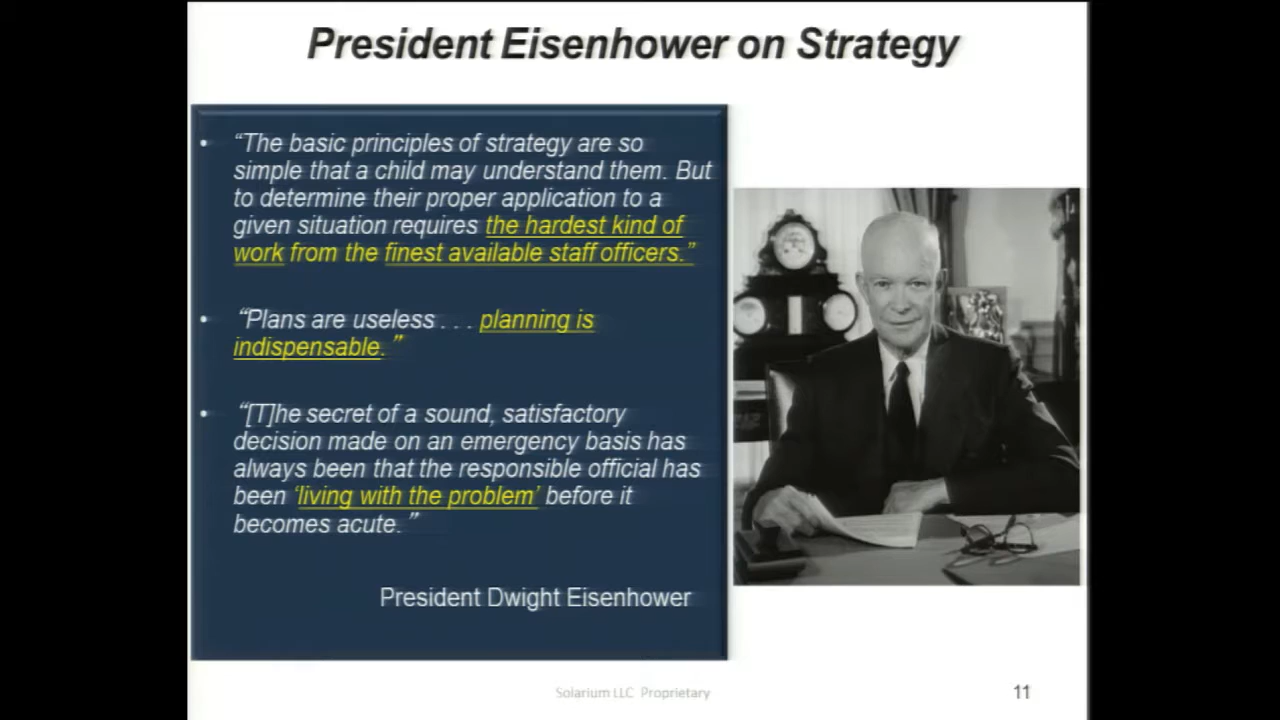 President Eisenhower on Strategy
• “The basic principles of strategy are so
simple that a child may understand them. But
to determine their proper application to a
given situation requires the hardest kind of
work from the finest available staff officers.”
• “Plans are useless . . . planning is
indispensable. ”
• “[T]he secret of a sound, satisfactory
decision made on an emergency basis has
always been that the responsible official has
been ‘living with the problem’ before it
becomes acute. ”
President Dwight Eisenhower
Solarium LLC Proprietary
11